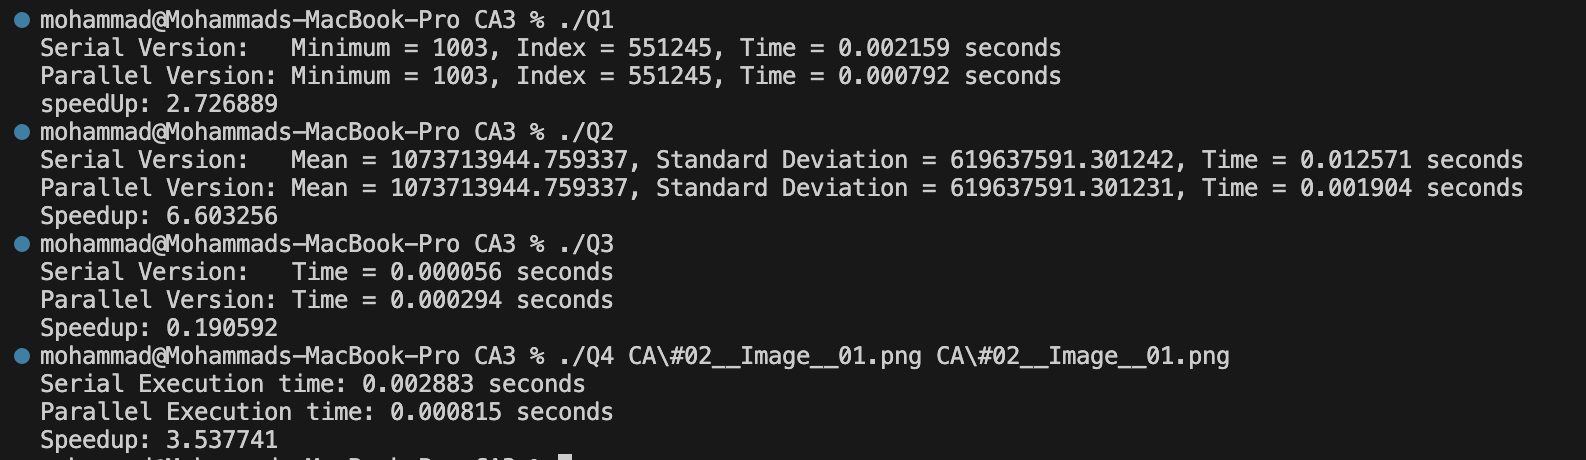 mohammad@Mohammads-MacBook-Pro CA3 % ./Q1
Serial Version:   Minimum = 1003, Index = 551245, Time = 0.002159 seconds
Parallel Version: Minimum = 1003, Index = 551245, Time = 0.000792 seconds
speedUp: 2.726889
mohammad@Mohammads-MacBook-Pro CA3 % ./Q2
Serial Version:   Mean = 1073713944.759337, Standard Deviation = 619637591.301242, Time = 0.012571 seconds
Parallel Version: Mean = 1073713944.759337, Standard Deviation = 619637591.301231, Time = 0.001904 seconds
Speedup: 6.603256
mohammad@Mohammads-MacBook-Pro CA3 % ./Q3
Serial Version:   Time = 0.000056 seconds
Parallel Version: Time = 0.000294 seconds
Speedup: 0.190592
mohammad@Mohammads-MacBook-Pro CA3 % ./Q4 CA\#02__Image__01.png CA\#02__Image__01.png
Serial Execution time: 0.002883 seconds
Parallel Execution time: 0.000815 seconds
Speedup: 3.537741
mohammad@Mohammads-MacBook-Pro CA3 %